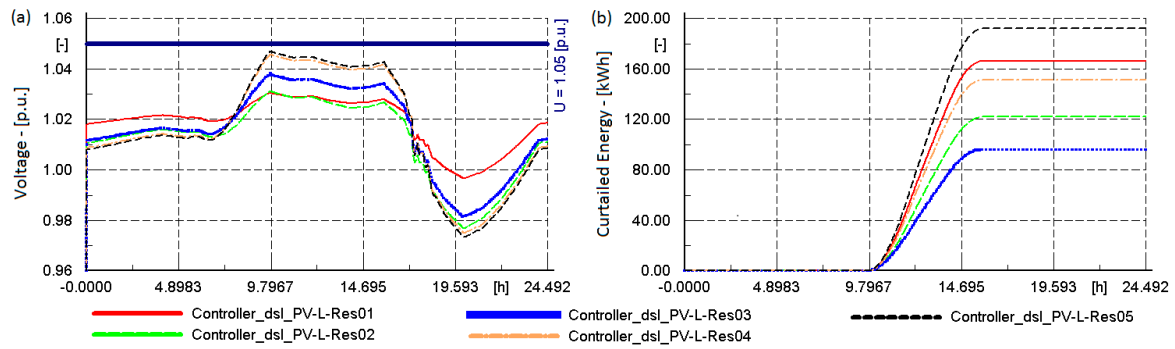 (a)
1.06
[-]
1.04
1.02
1.00
0.98
0.96
Voltage - [p.u.]
U = 1.05 [p.u.]
-0.0000 4.8983 9.7967 14.695 19.593 [h] 24.492
(b)
200.00
[-]
160.00
120.00
80.00
40.00
0.00
Curtailed Energy - [kWh]
-0.0000 4.8983 9.7967 14.695 19.593 [h] 24.492
Controller_dsl_PV-L-Res01
Controller_dsl_PV-L-Res03
Controller_dsl_PV-L-Res05
Controller_dsl_PV-L-Res02
Controller_dsl_PV-L-Res04